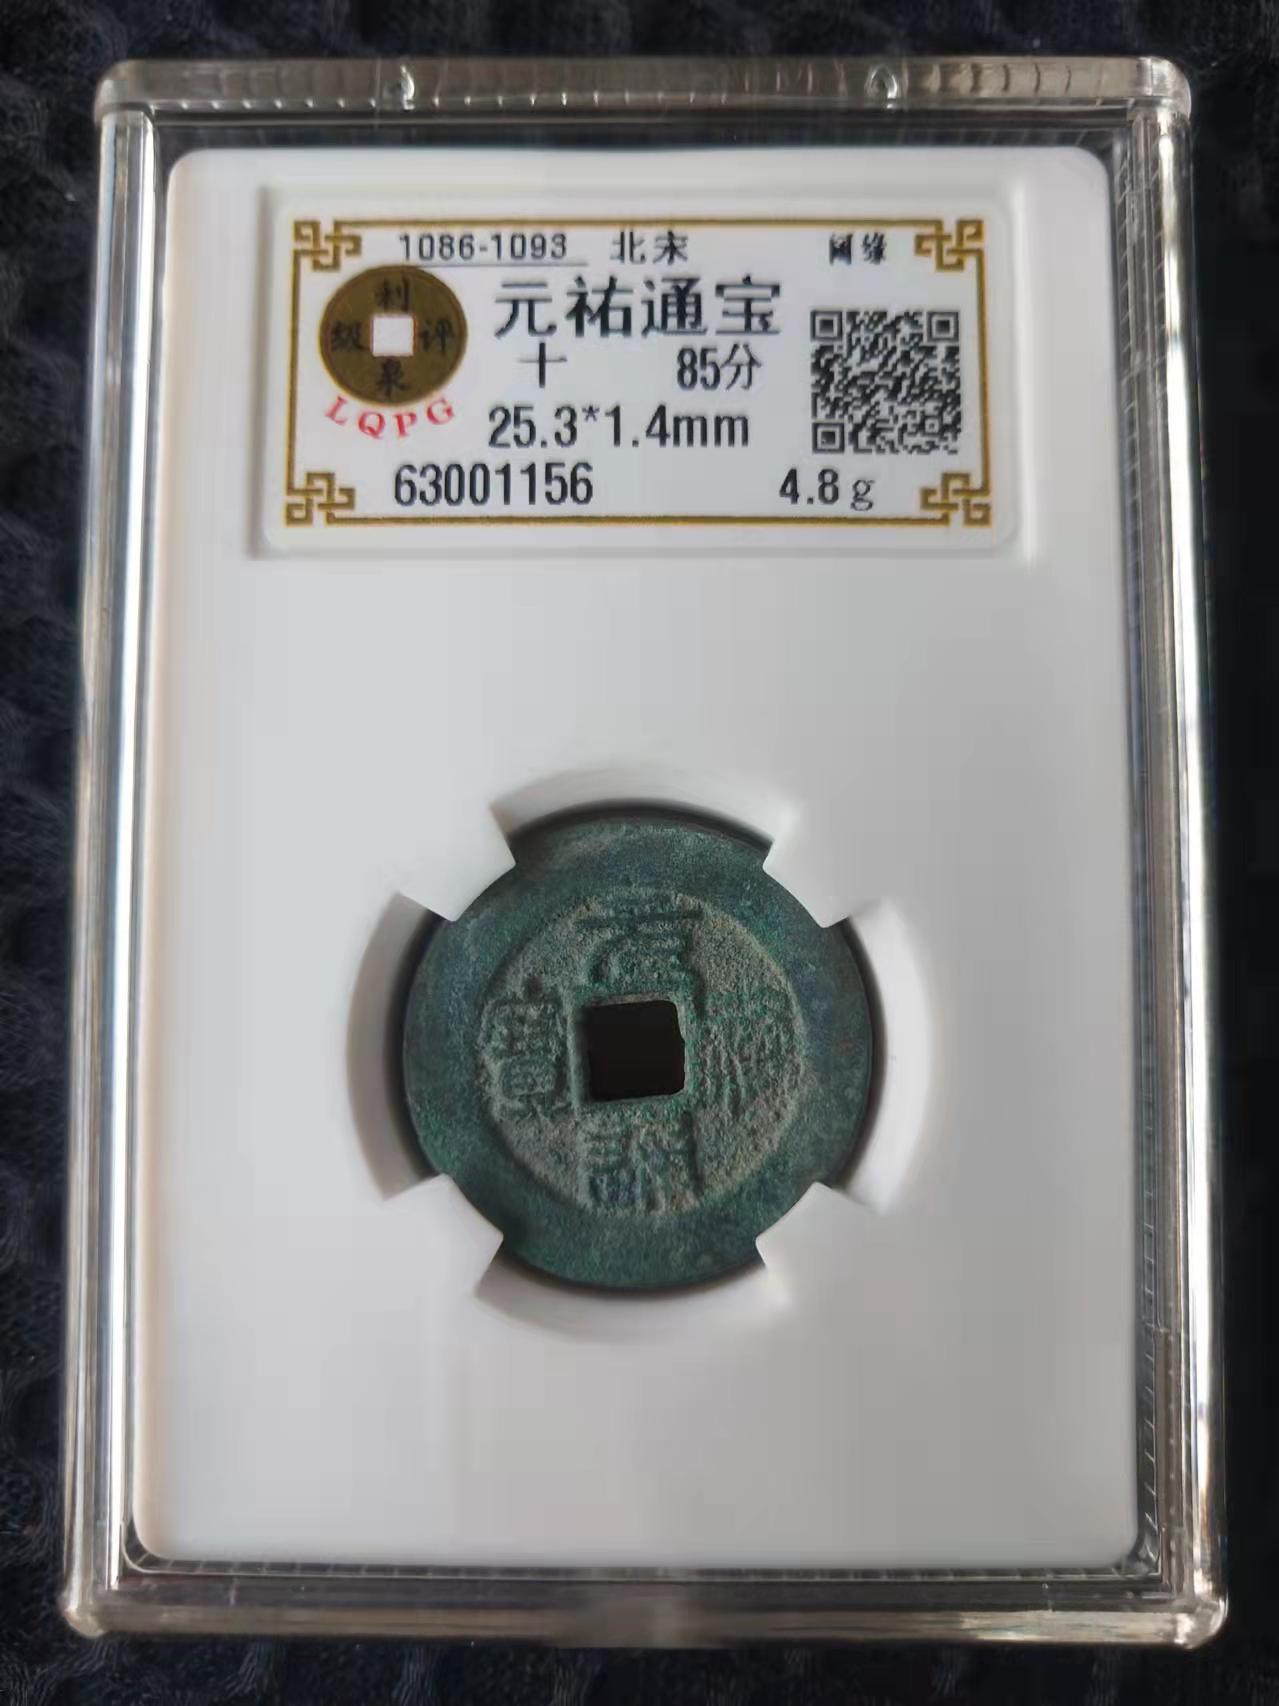 1086-1093 北宋 阔缘
利评泉级
元祐通宝
十 85分
LQPG
25.3*1.4mm
63001156 4.8g
元祐通寶